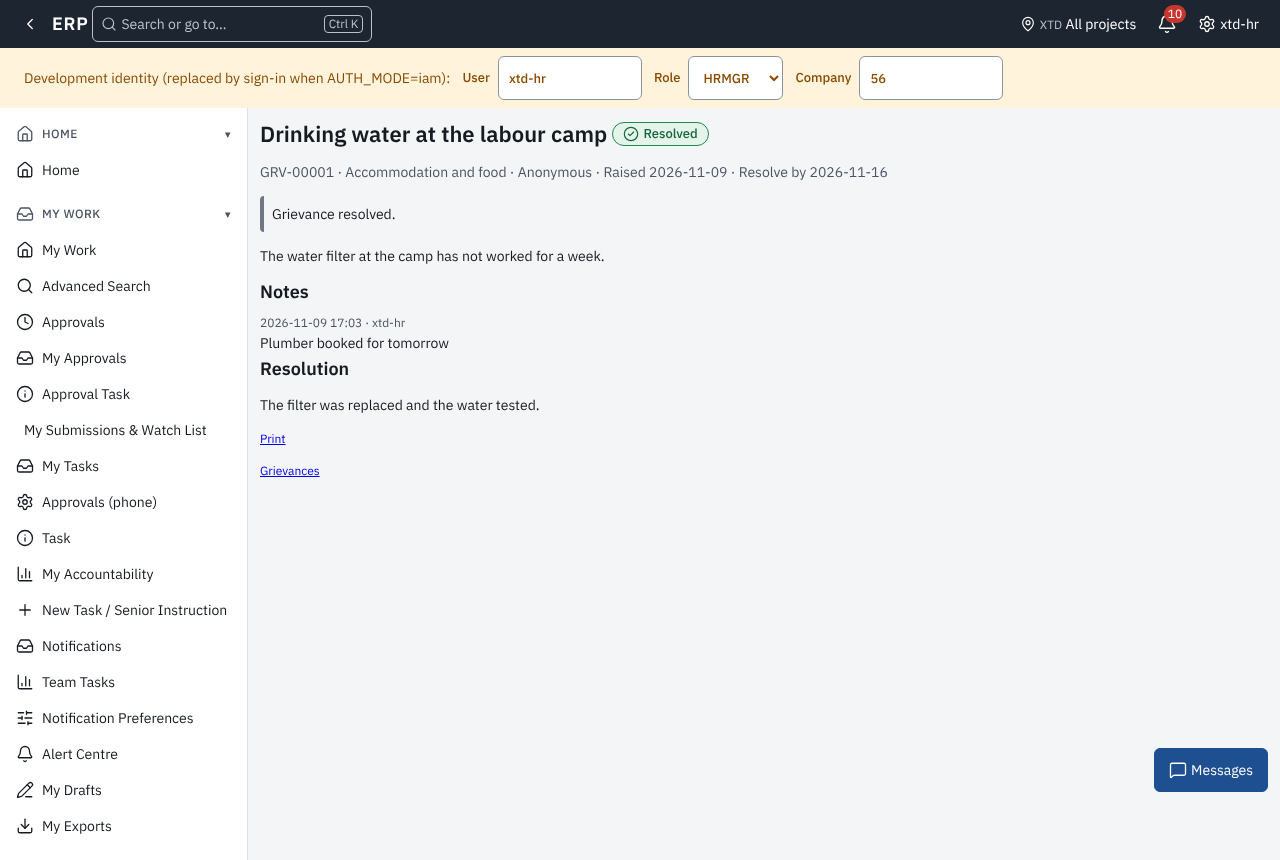 ERP
Search or go to... Ctrl K
XTD All projects
10
xtd-hr
Development identity (replaced by sign-in when AUTH_MODE=iam): User xtd-hr Role HRMGR Company 56
HOME
Home
MY WORK
My Work
Advanced Search
Approvals
My Approvals
Approval Task
My Submissions & Watch List
My Tasks
Approvals (phone)
Task
My Accountability
New Task / Senior Instruction
Notifications
Team Tasks
Notification Preferences
Alert Centre
My Drafts
My Exports
Drinking water at the labour camp Resolved
GRV-00001 · Accommodation and food · Anonymous · Raised 2026-11-09 · Resolve by 2026-11-16
Grievance resolved.
The water filter at the camp has not worked for a week.
Notes
2026-11-09 17:03 · xtd-hr
Plumber booked for tomorrow
Resolution
The filter was replaced and the water tested.
Print
Grievances
Messages